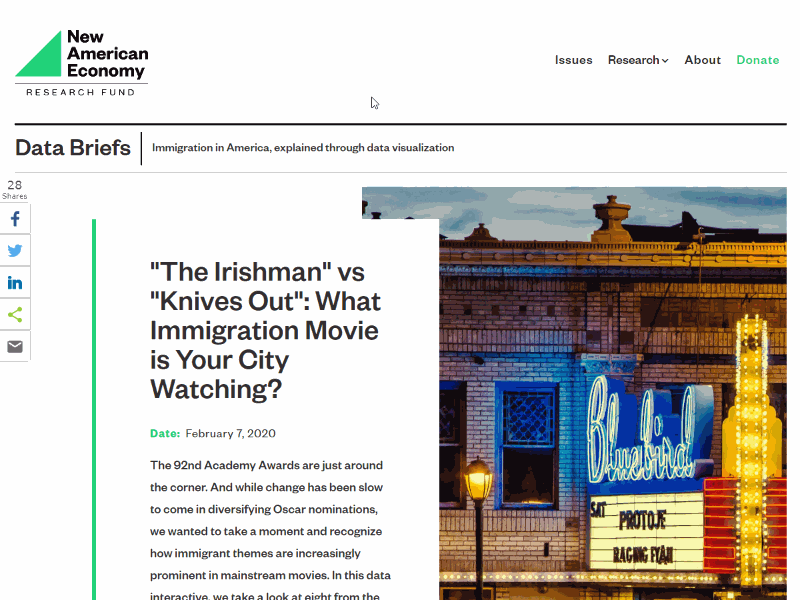 New
American
Economy
RESEARCH FUND
Issues Research About Donate
Data Briefs Immigration in America, explained through data visualization
28
Shares
"The Irishman" vs
"Knives Out": What
Immigration Movie
is Your City
Watching?
Date: February 7, 2020
The 92nd Academy Awards are just around
the corner. And while change has been slow
to come in diversifying Oscar nominations,
we wanted to take a moment and recognize
how immigrant themes are increasingly
prominent in mainstream movies. In this data
interactive, we take a look at eight from the
Bluebird
SAT PROTOJE
RAGING FYAH